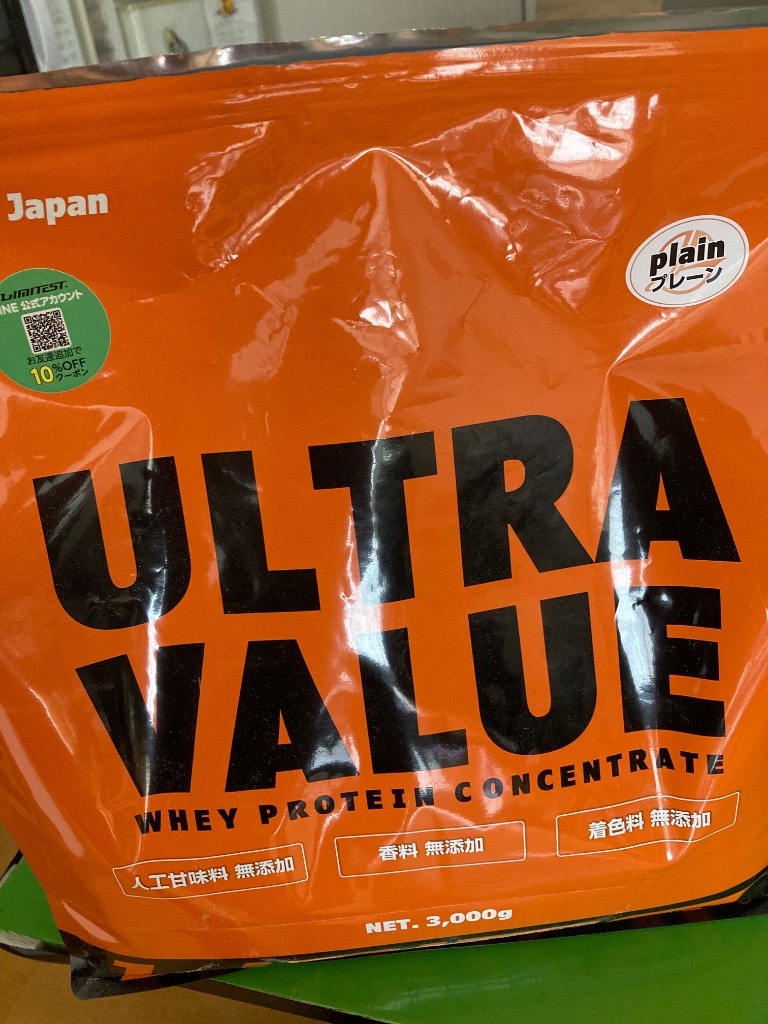 Japan
plain
プレーン
LIMITEST
INE 公式アカウント
お友達追加で
10%OFF
クーポン
ULTRA
VALUE
WHEY PROTEIN CONCENTRATE
人工甘味料 無添加
香料 無添加
着色料 無添加
NET. 3,000g